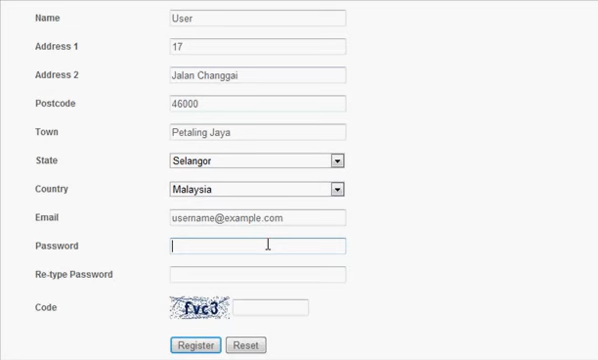 Name User
Address 1 17
Address 2 Jalan Changgai
Postcode 46000
Town Petaling Jaya
State Selangor
Country Malaysia
Email username@example.com
Password
Re-type Password
Code fvc3
Register Reset